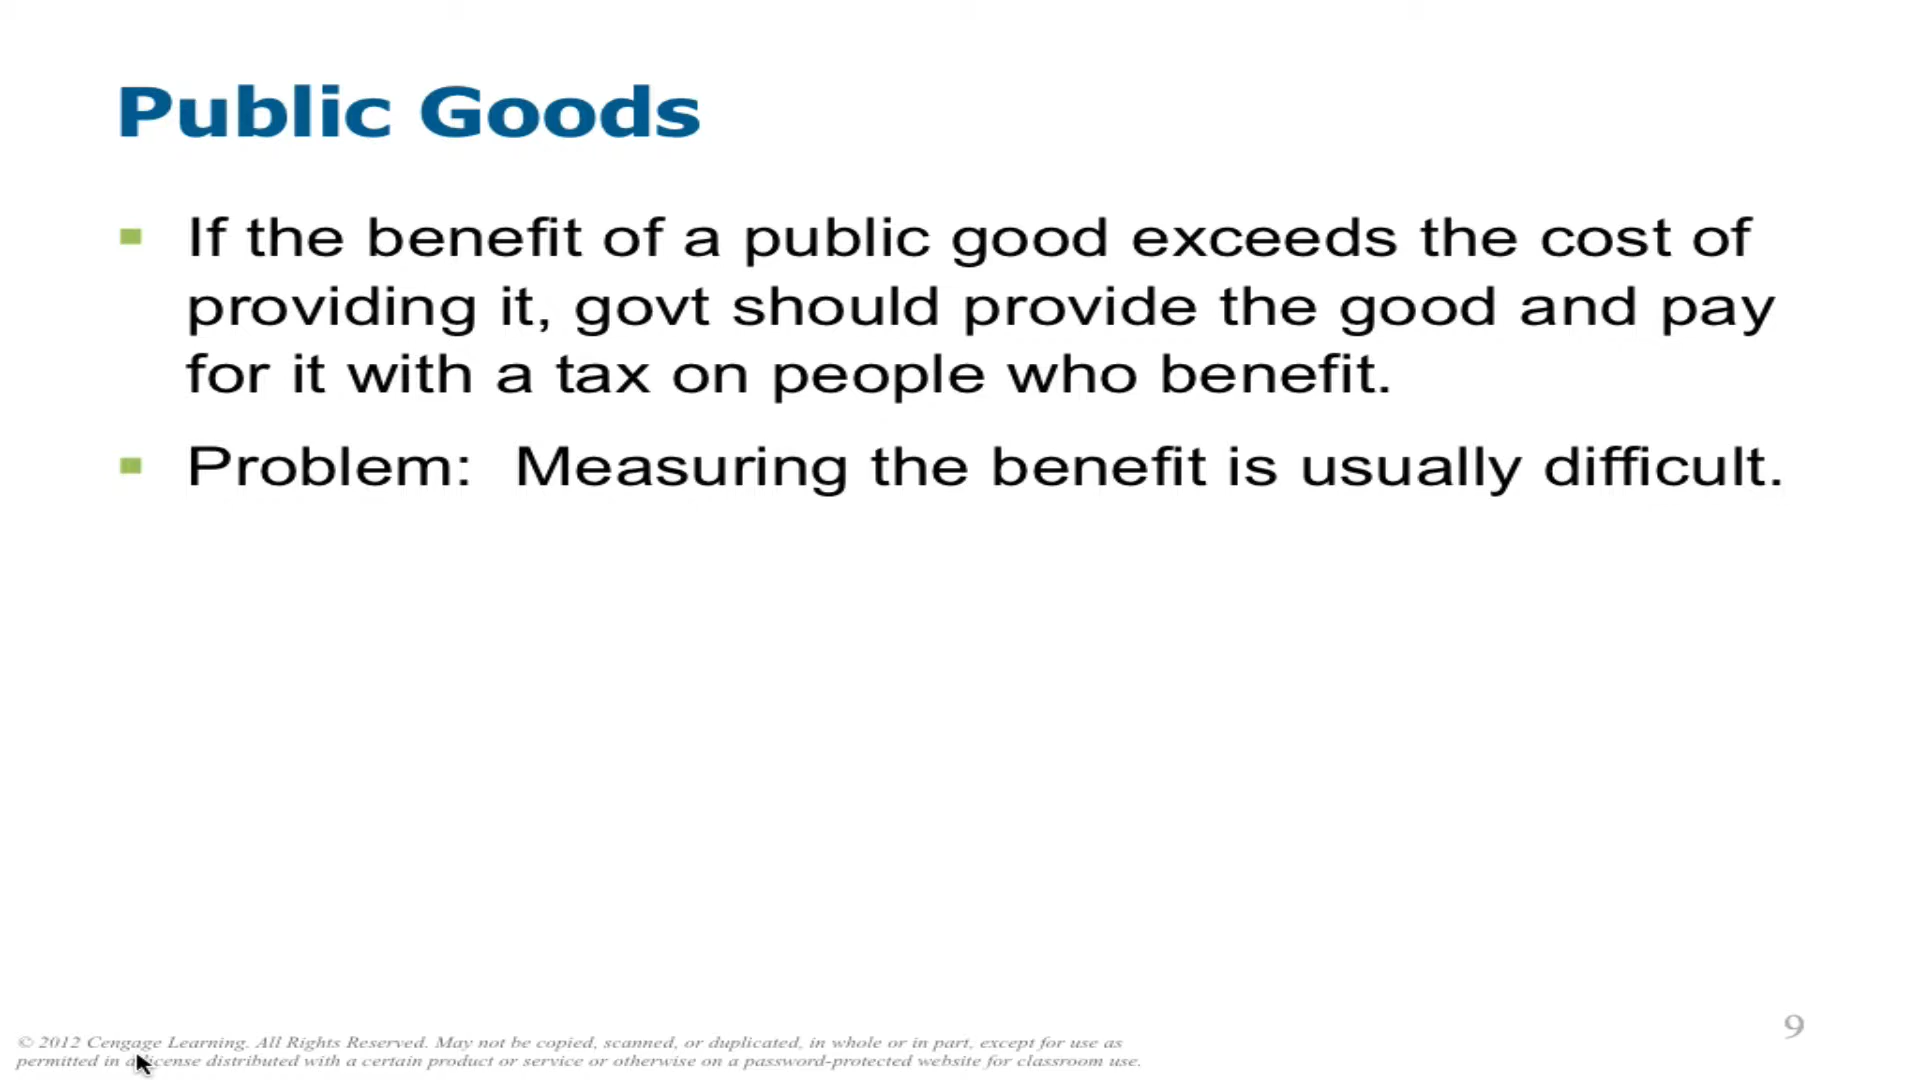 Public Goods
If the benefit of a public good exceeds the cost of
providing it, govt should provide the good and pay
for it with a tax on people who benefit.
Problem:  Measuring the benefit is usually difficult.
9
© 2012 Cengage Learning. All Rights Reserved. May not be copied, scanned, or duplicated, in whole or in part, except for use as
permitted in a license distributed with a certain product or service or otherwise on a password-protected website for classroom use.